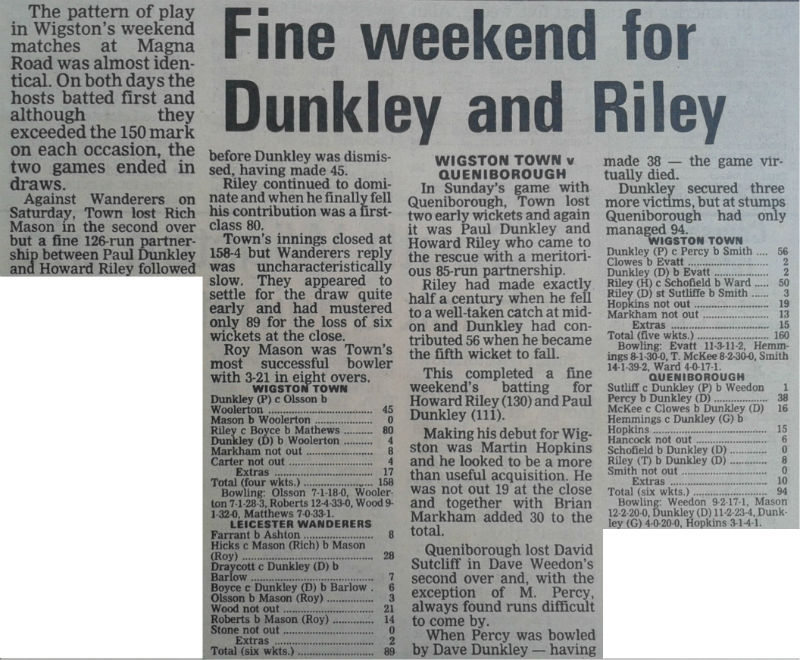 Fine weekend for
Dunkley and Riley
The pattern of play
in Wigston's weekend
matches at Magna
Road was almost iden-
tical. On both days the
hosts batted first and
although they
exceeded the 150 mark
on each occasion, the
two games ended in
draws.
Against Wanderers on
Saturday, Town lost Rich
Mason in the second over
but a fine 126-run partner-
ship between Paul Dunkley
and Howard Riley followed
before Dunkley was dismis-
sed, having made 45.
Riley continued to domi-
nate and when he finally fell
his contribution was a first-
class 80.
Town's innings closed at
158-4 but Wanderers reply
was uncharacteristically
slow. They appeared to
settle for the draw quite
early and had mustered
only 89 for the loss of six
wickets at the close.
Roy Mason was Town's
most successful bowler
with 3-21 in eight overs.
WIGSTON TOWN
Dunkley (P) c Olsson b
Woolerton ........ 45
Mason b Woolerton ........ 0
Riley c Boyce b Mathews ........ 80
Dunkley (D) b Woolerton ........ 4
Markham not out ........ 8
Carter not out ........ 4
Extras ........ 17
Total (four wkts.) ........ 158
Bowling: Olsson 7-1-18-0, Wooler-
ton 7-1-28-3, Roberts 12-4-33-0, Wood 9-
1-32-0, Matthews 7-0-33-1.
LEICESTER WANDERERS
Farrant b Ashton ........ 8
Hicks c Mason (Rich) b Mason
(Roy) ........ 28
Draycott c Dunkley (D) b
Barlow ........ 7
Boyce c Dunkley (D) b Barlow . 6
Olsson b Mason (Roy) ........ 3
Wood not out ........ 21
Roberts b Mason (Roy) ........ 14
Stone not out ........ 0
Extras ........ 2
Total (six wkts.) ........ 89
WIGSTON TOWN v
QUENIBOROUGH
In Sunday's game with
Queniborough, Town lost
two early wickets and again
it was Paul Dunkley and
Howard Riley who came to
the rescue with a meritori-
ous 85-run partnership.
Riley had made exactly
half a century when he fell
to a well-taken catch at mid-
on and Dunkley had con-
tributed 56 when he became
the fifth wicket to fall.
This completed a fine
weekend's batting for
Howard Riley (130) and Paul
Dunkley (111).
Making his debut for Wig-
ston was Martin Hopkins
and he looked to be a more
than useful acquisition. He
was not out 19 at the close
and together with Brian
Markham added 30 to the
total.
Queniborough lost David
Sutcliff in Dave Weedon's
second over and, with the
exception of M. Percy,
always found runs difficult
to come by.
When Percy was bowled
by Dave Dunkley — having
made 38 — the game vir-
tually died.
Dunkley secured three
more victims, but at stumps
Queniborough had only
managed 94.
WIGSTON TOWN
Dunkley (P) c Percy b Smith .... 56
Clowes b Evatt ........ 2
Dunkley (D) b Evatt ........ 2
Riley (H) c Schofield b Ward ..... 50
Riley (D) st Sutliffe b Smith ..... 3
Hopkins not out ........ 19
Markham not out ........ 13
Extras ........ 15
Total (five wkts.) ........ 160
Bowling: Evatt 11-3-11-2, Hemm-
ings 8-1-30-0, T. McKee 8-2-30-0, Smith
14-1-39-2, Ward 4-0-17-1.
QUENIBOROUGH
Sutliff c Dunkley (P) b Weedon 1
Percy b Dunkley (D) ........ 38
McKee c Clowes b Dunkley (D) 16
Hemmings c Dunkley (G) b
Hopkins ........ 15
Hancock not out ........ 6
Schofield b Dunkley (D) ........ 0
Riley (T) b Dunkley (D) ........ 8
Smith not out ........ 0
Extras ........ 10
Total (six wkts.) ........ 94
Bowling: Weedon 9-2-17-1, Mason
12-2-20-0, Dunkley (D) 11-2-23-4, Dunk-
ley (G) 4-0-20-0, Hopkins 3-1-4-1.